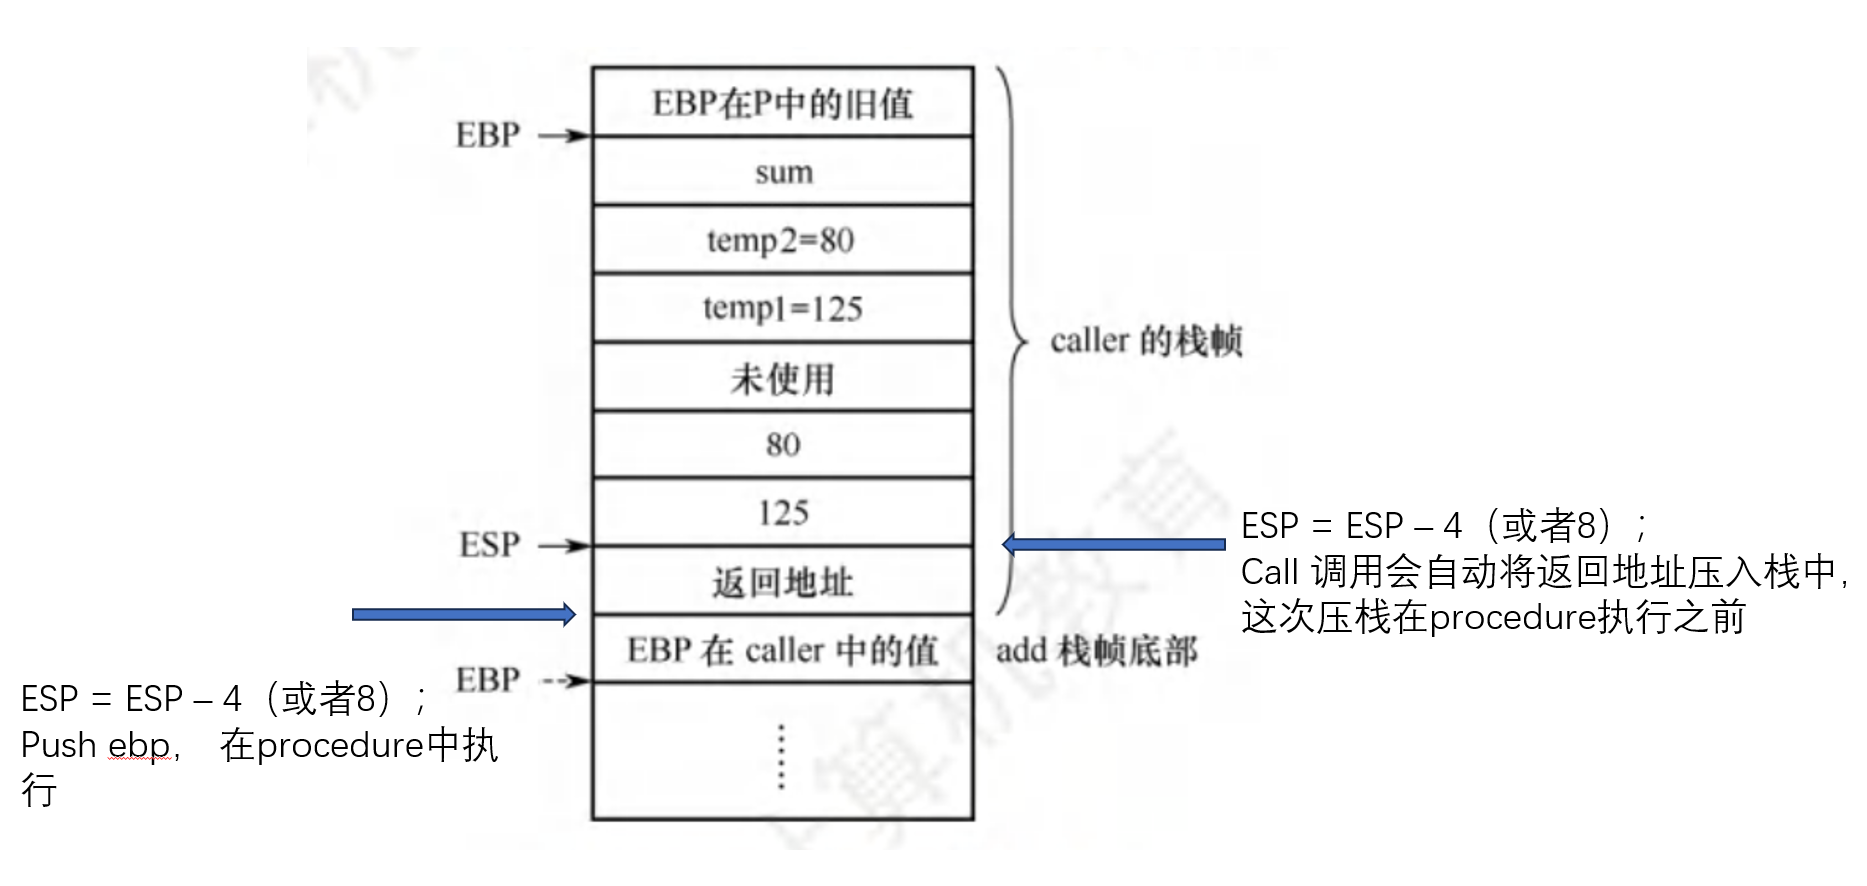 EBP在P中的旧值
EBP
sum
temp2=80
temp1=125
caller 的栈帧
未使用
80
125
ESP
ESP = ESP – 4（或者8）;
Call 调用会自动将返回地址压入栈中,
这次压栈在procedure执行之前
返回地址
EBP 在 caller 中的值
add 栈帧底部
EBP
ESP = ESP – 4（或者8）;
Push ebp, 在procedure中执
行
算机教育